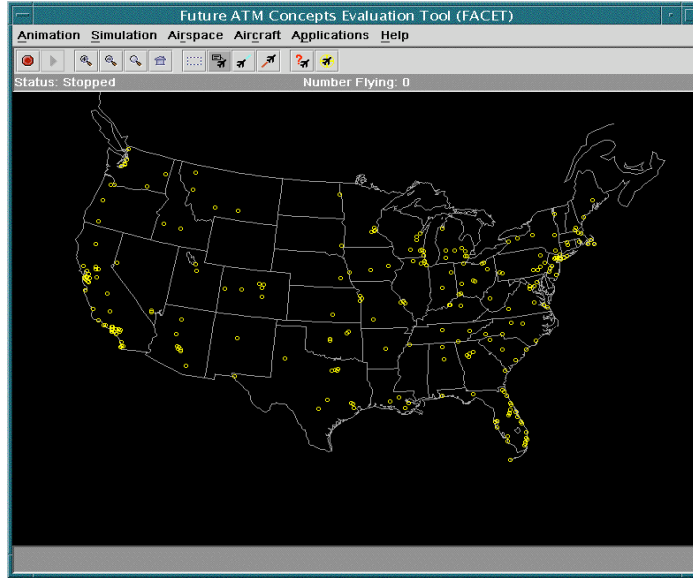 Future ATM Concepts Evaluation Tool (FACET)
Animation Simulation Airspace Aircraft Applications Help
Status: Stopped Number Flying: 0